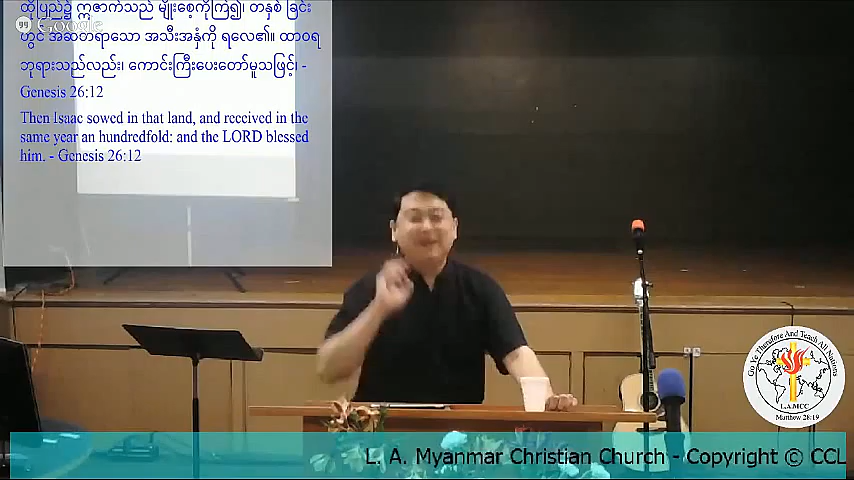 ထိုပြည်၌ ဣဇာက်သည် မျိုးစေ့ကိုကြဲ၍၊ တနှစ် ခြင်း
တွင် အဆတရာသော အသီးအနှံကို ရလေ၏။ ထာဝရ
ဘုရားသည်လည်း၊ ကောင်းကြီးပေးတော်မူသဖြင့်၊ -
Genesis 26:12
Then Isaac sowed in that land, and received in the
same year an hundredfold: and the LORD blessed
him. - Genesis 26:12
Google
Go Ye Therefore And Teach All Nations
L.A.MCC
Matthew 28:19
L. A. Myanmar Christian Church - Copyright © CCL